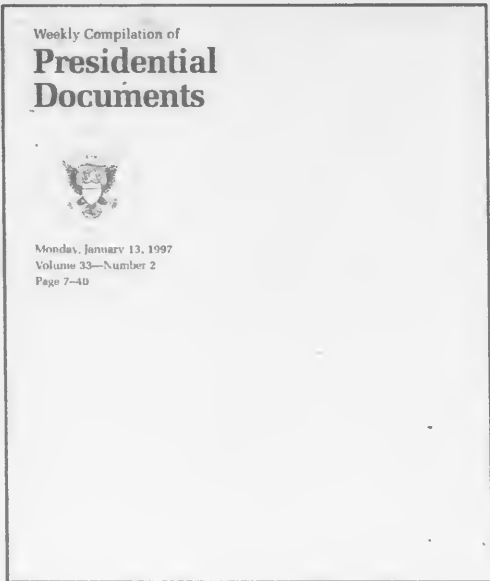 Weekly Compilation of
Presidential
Documents
Monday, January 13, 1997
Volume 33—Number 2
Page 7–40